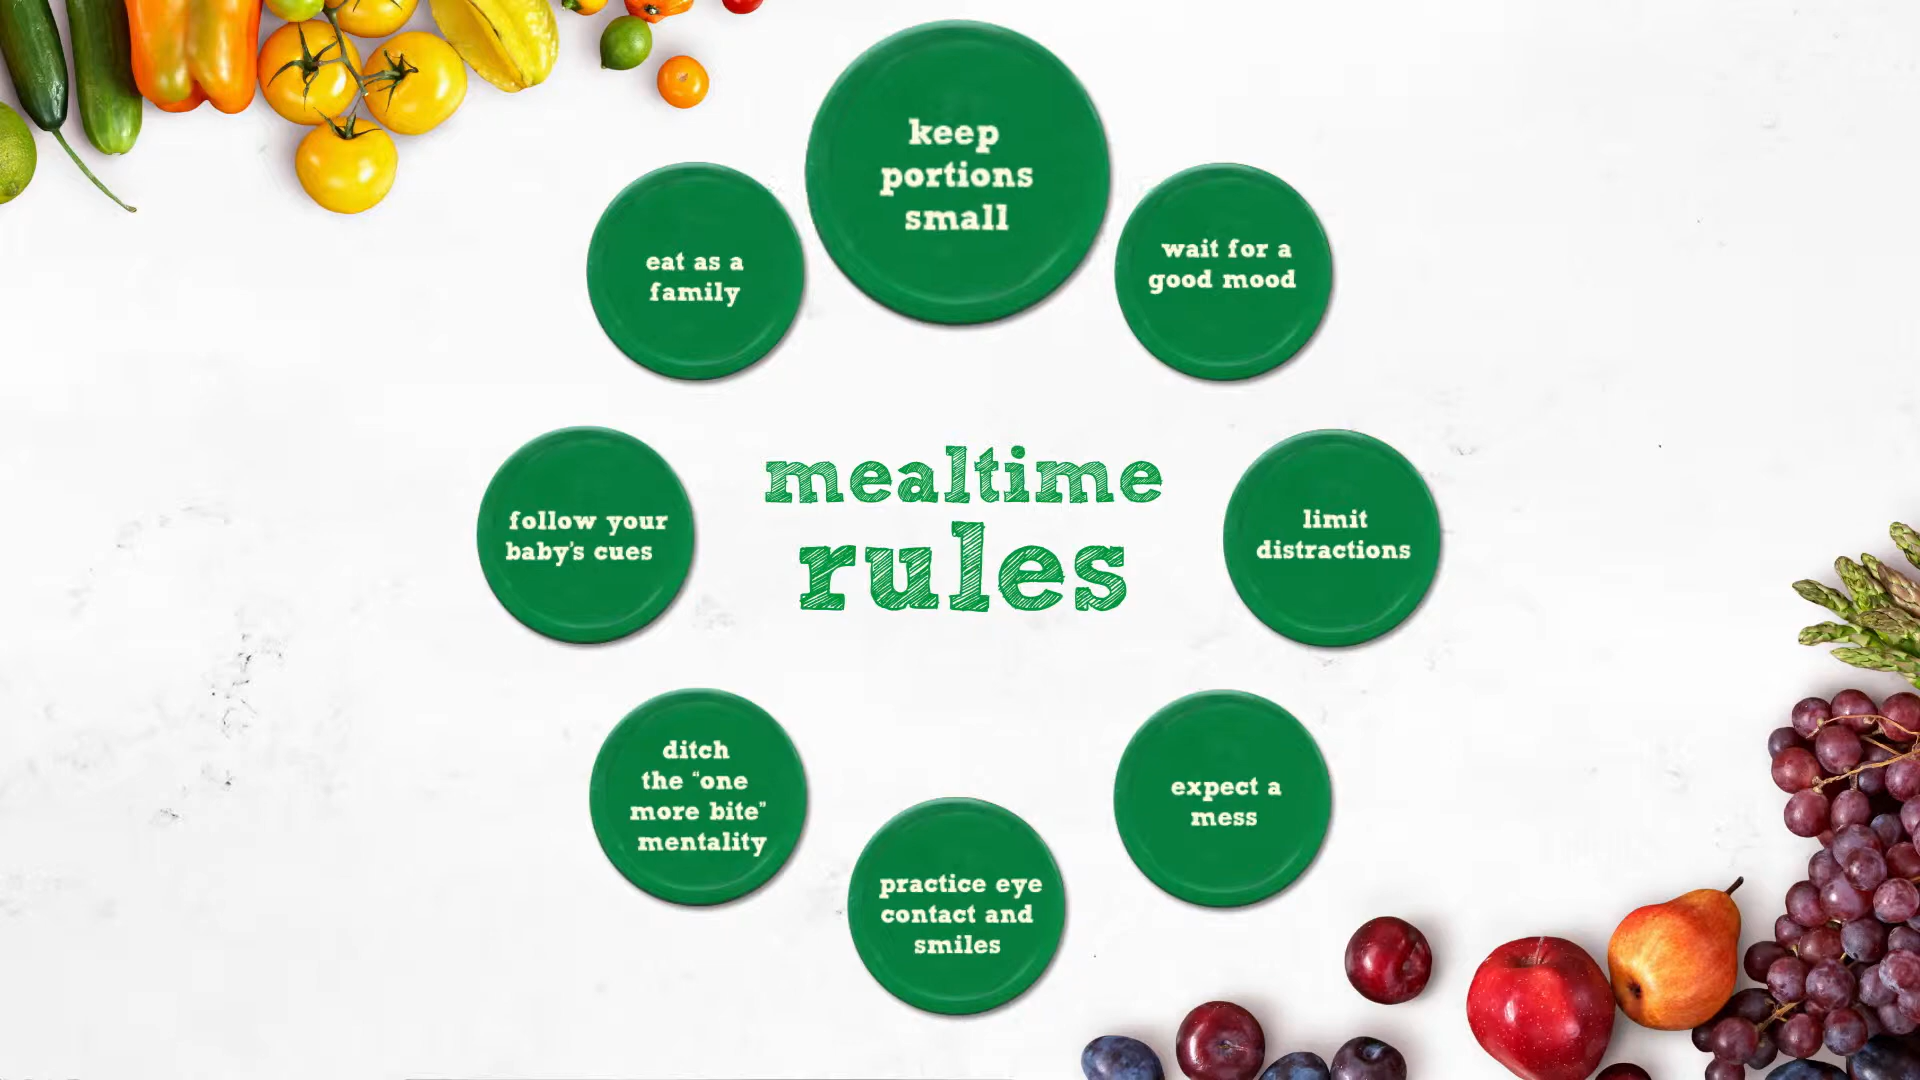 keep
portions
small
wait for a
good mood
limit
distractions
expect a
mess
practice eye
contact and
smiles
ditch
the “one
more bite”
mentality
follow your
baby's cues
eat as a
family
mealtime
rules